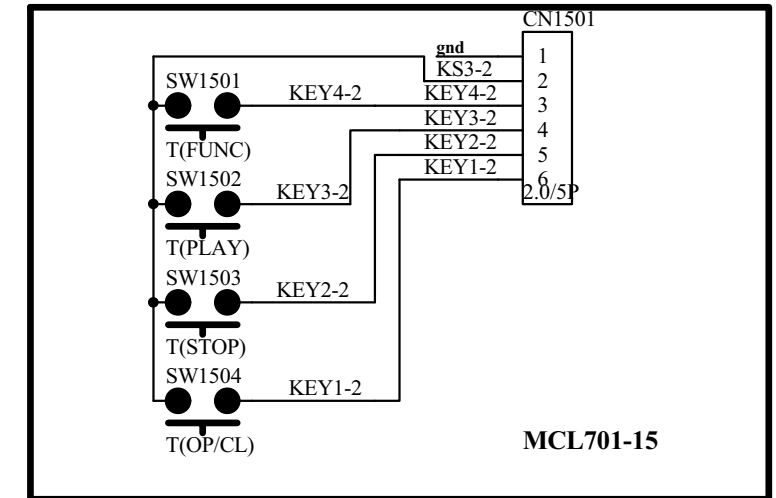 CN1501
gnd 1
KS3-2 2
SW1501 KEY4-2 KEY4-2 3
KEY3-2 4
T(FUNC) KEY2-2 5
SW1502 KEY1-2 6
KEY3-2 2.0/5P
T(PLAY)
SW1503
KEY2-2
T(STOP)
SW1504
KEY1-2
T(OP/CL) MCL701-15